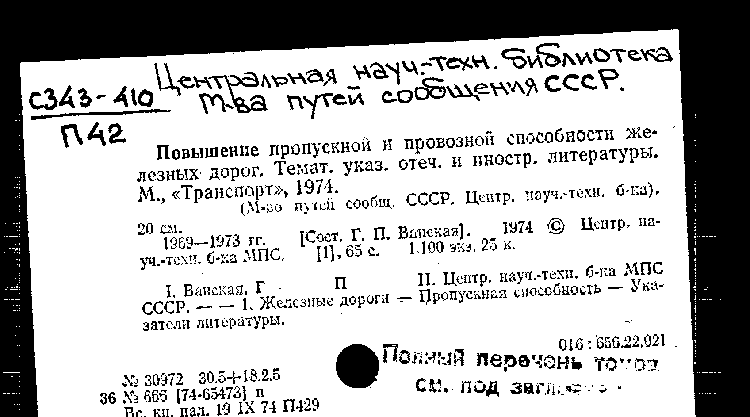 Центральная науч.-техн. библиотека
С343-410 м-ва путей сообщения СССР.
П42
Повышение пропускной и провозной способности же-
лезных дорог. Темат. указ. отеч. и иностр. литературы.
М., «Транспорт», 1974.
(М-во путей сообщ. СССР. Центр. науч.-техн. б-ка).
20 см.
1969—1973 гг. [Сост. Г. П. Ванская]. 1974 © Центр. на-
уч.-техн. б-ка МПС. [1], 65 с. 1.100 экз. 25 к.
I. Ванская, Г П II. Центр. науч.-техн. б-ка МПС
СССР. — — 1. Железные дороги — Пропускная способность — Ука-
затели литературы.
016 : 656.22.021
Полный перечень томов
см. под
№ 30972 30.5+18.2.5
36 № 665 [74-65473] п
Вс. кн. пал. 19 IX 74 П429